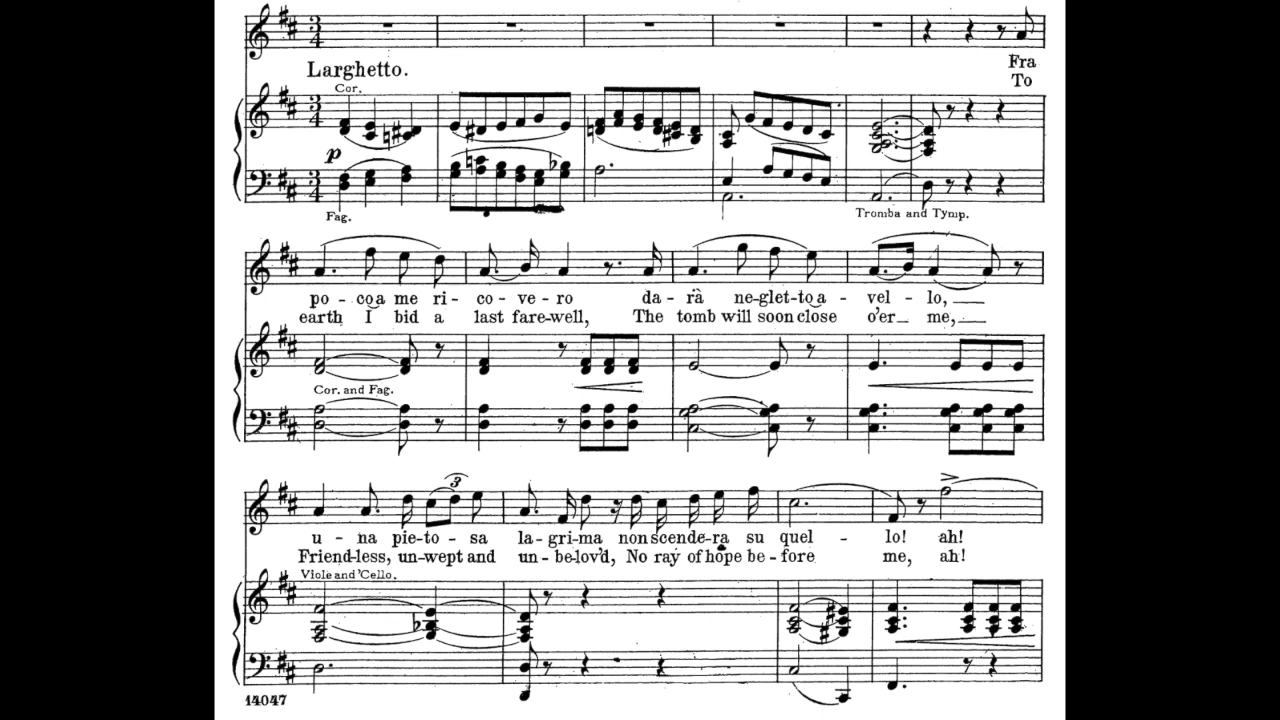 Larghetto.
Fra
To
Cor.
p
Fag.
Tromba and Tymp.
po - co a me ri - co - ve - ro da - rà ne-glet-to a - vel - lo,
earth I bid a last fare-well, The tomb will soon close o'er me,
Cor. and Fag.
3
u - na pie-to - sa la-gri-ma non scende-ra su quel - lo! ah!
Friend-less, un-wept and un-belov'd, No ray of hope be-fore me, ah!
Viole and 'Cello.
14047